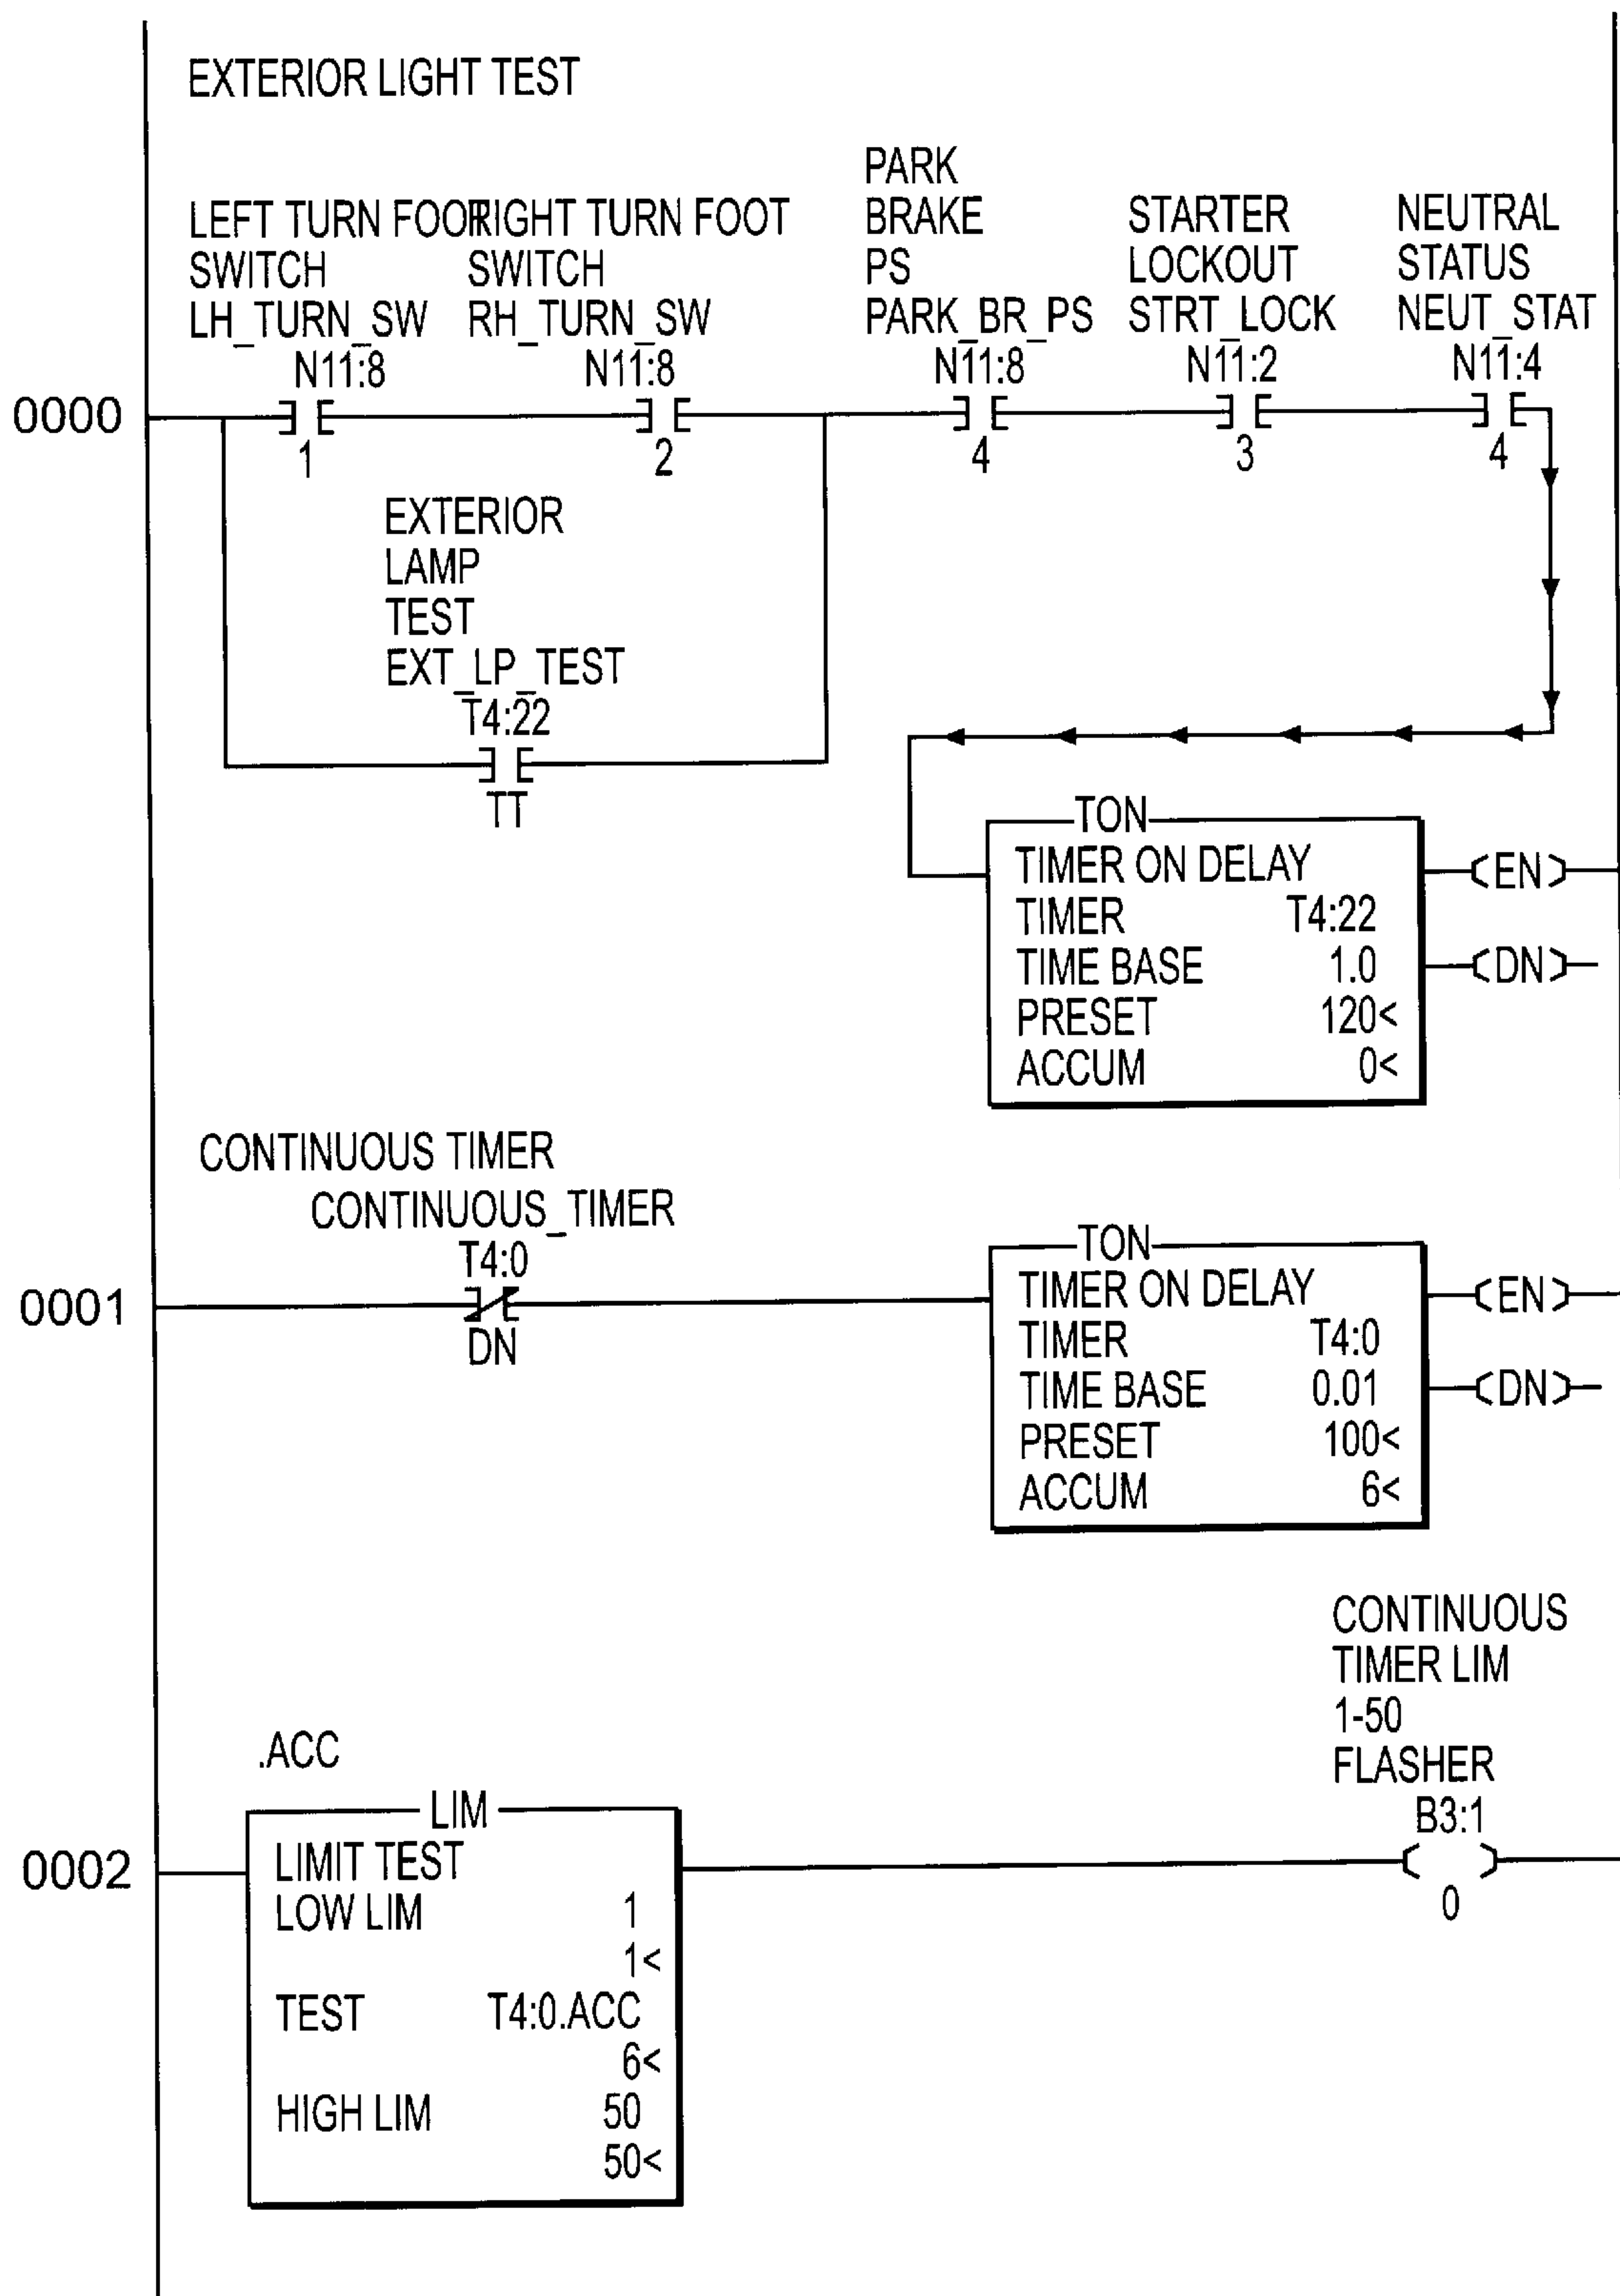 EXTERIOR LIGHT TEST
LEFT TURN FOOT
SWITCH
LH_TURN_SW
N11:8
1
RIGHT TURN FOOT
SWITCH
RH_TURN_SW
N11:8
2
PARK
BRAKE
PS
PARK_BR_PS
N11:8
4
STARTER
LOCKOUT
STRT_LOCK
N11:2
3
NEUTRAL
STATUS
NEUT_STAT
N11:4
4
0000
EXTERIOR
LAMP
TEST
EXT_LP_TEST
T4:22
TT
TON
TIMER ON DELAY
TIMER T4:22
TIME BASE 1.0
PRESET 120<
ACCUM 0<
EN
DN
CONTINUOUS TIMER
CONTINUOUS_TIMER
T4:0
DN
0001
TON
TIMER ON DELAY
TIMER T4:0
TIME BASE 0.01
PRESET 100<
ACCUM 6<
EN
DN
CONTINUOUS
TIMER LIM
1-50
FLASHER
B3:1
0
.ACC
0002
LIM
LIMIT TEST
LOW LIM 1
1<
TEST T4:0.ACC
6<
HIGH LIM 50
50<